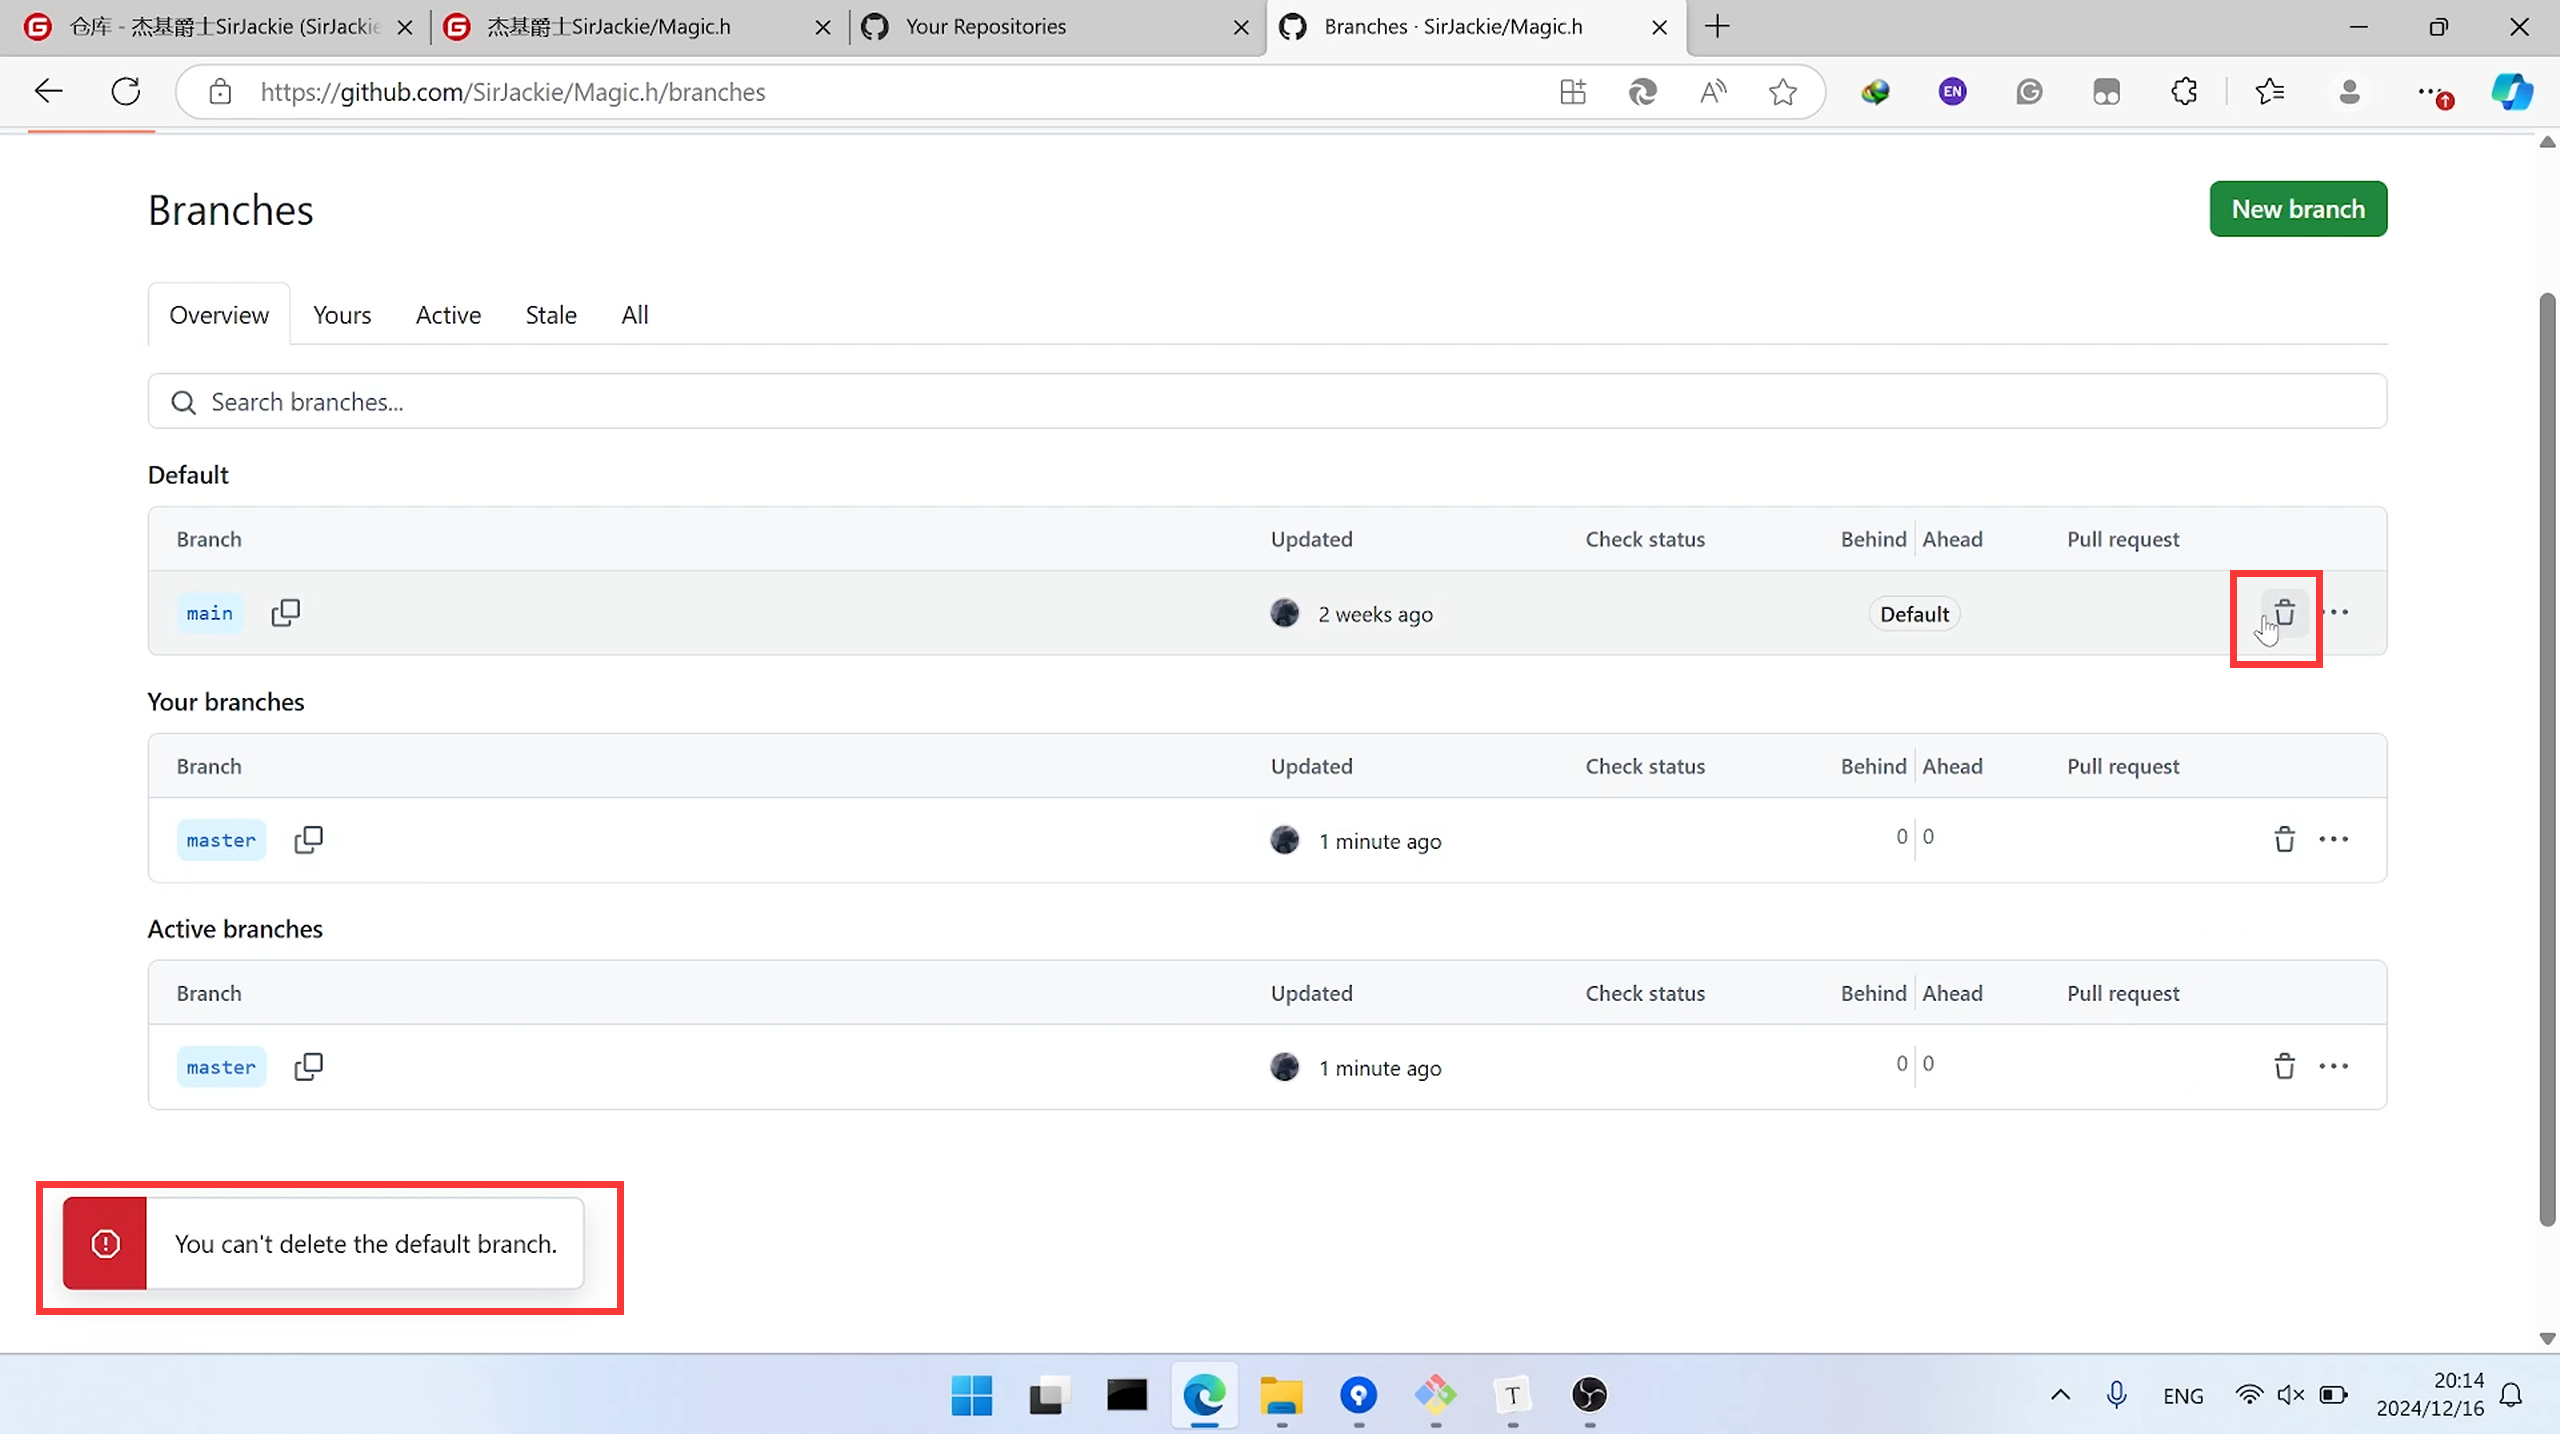 仓库 - 杰基爵士SirJackie (SirJackie
杰基爵士SirJackie/Magic.h
Your Repositories
Branches · SirJackie/Magic.h
https://github.com/SirJackie/Magic.h/branches
EN
Branches
New branch
Overview Yours Active Stale All
Search branches...
Default
Branch Updated Check status Behind Ahead Pull request
main 2 weeks ago Default
Your branches
Branch Updated Check status Behind Ahead Pull request
master 1 minute ago 0 0
Active branches
Branch Updated Check status Behind Ahead Pull request
master 1 minute ago 0 0
You can't delete the default branch.
T
ENG
20:14
2024/12/16